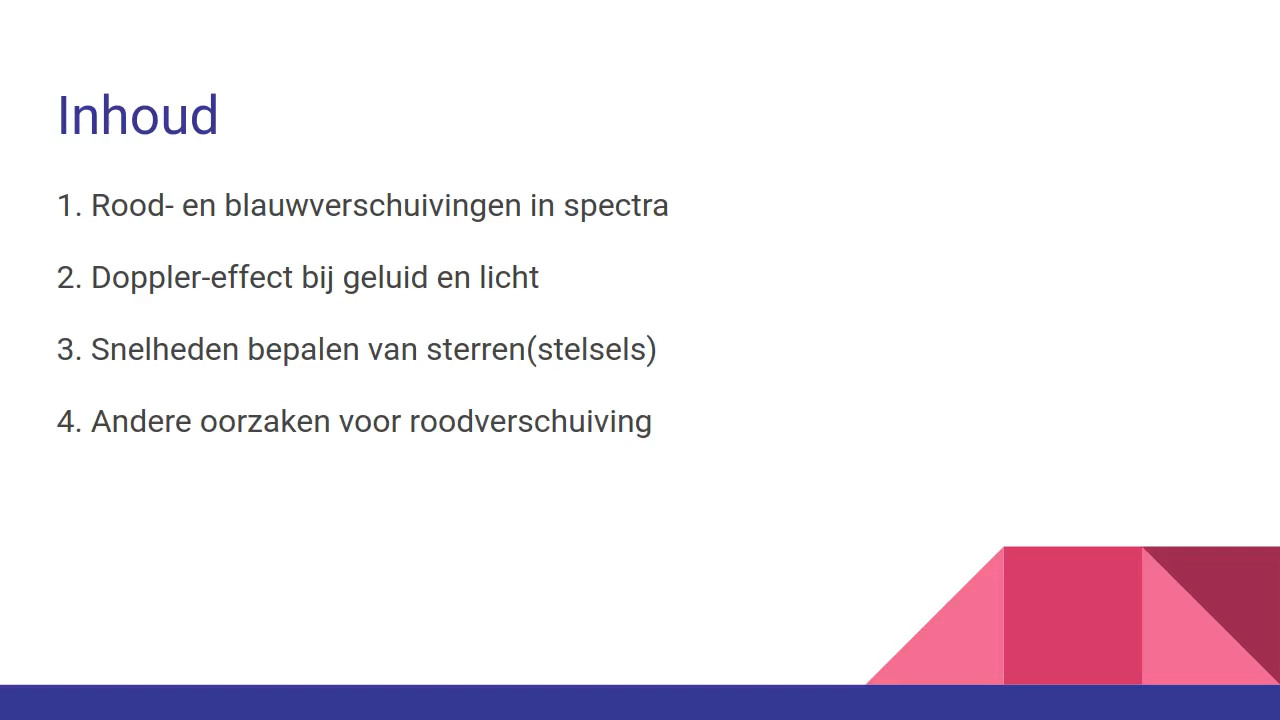 Inhoud
1. Rood- en blauwverschuivingen in spectra
2. Doppler-effect bij geluid en licht
3. Snelheden bepalen van sterren(stelsels)
4. Andere oorzaken voor roodverschuiving